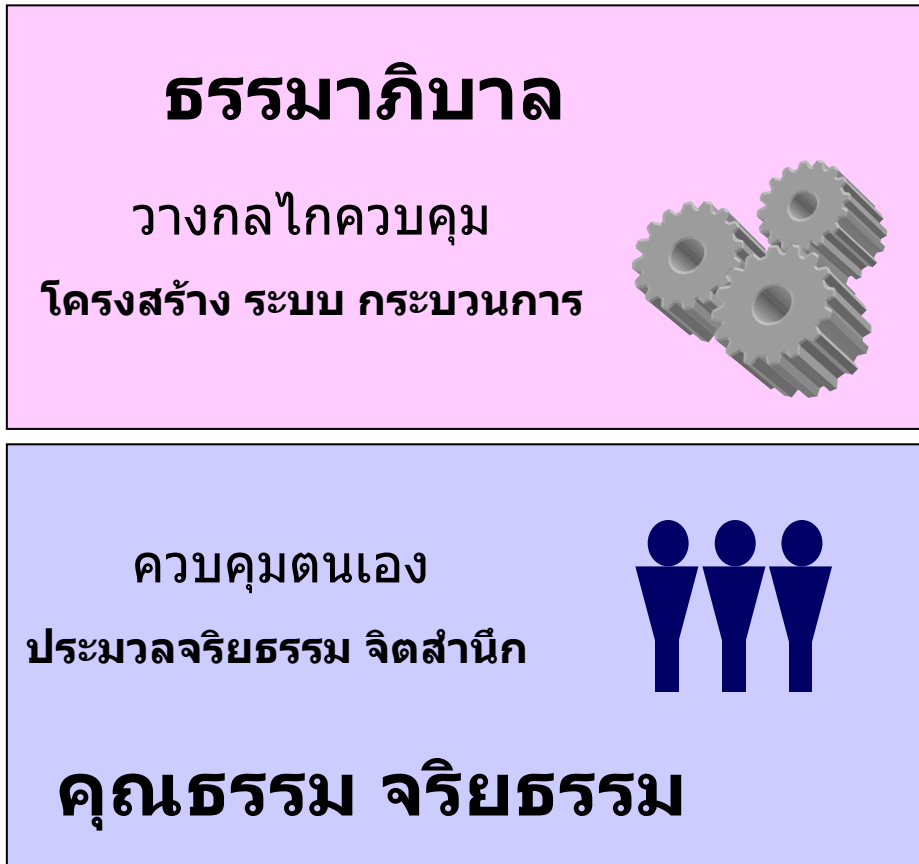 ธรรมาภิบาล
วางกลไกควบคุม
โครงสร้าง ระบบ กระบวนการ
ควบคุมตนเอง
ประมวลจริยธรรม จิตสำนึก
คุณธรรม จริยธรรม